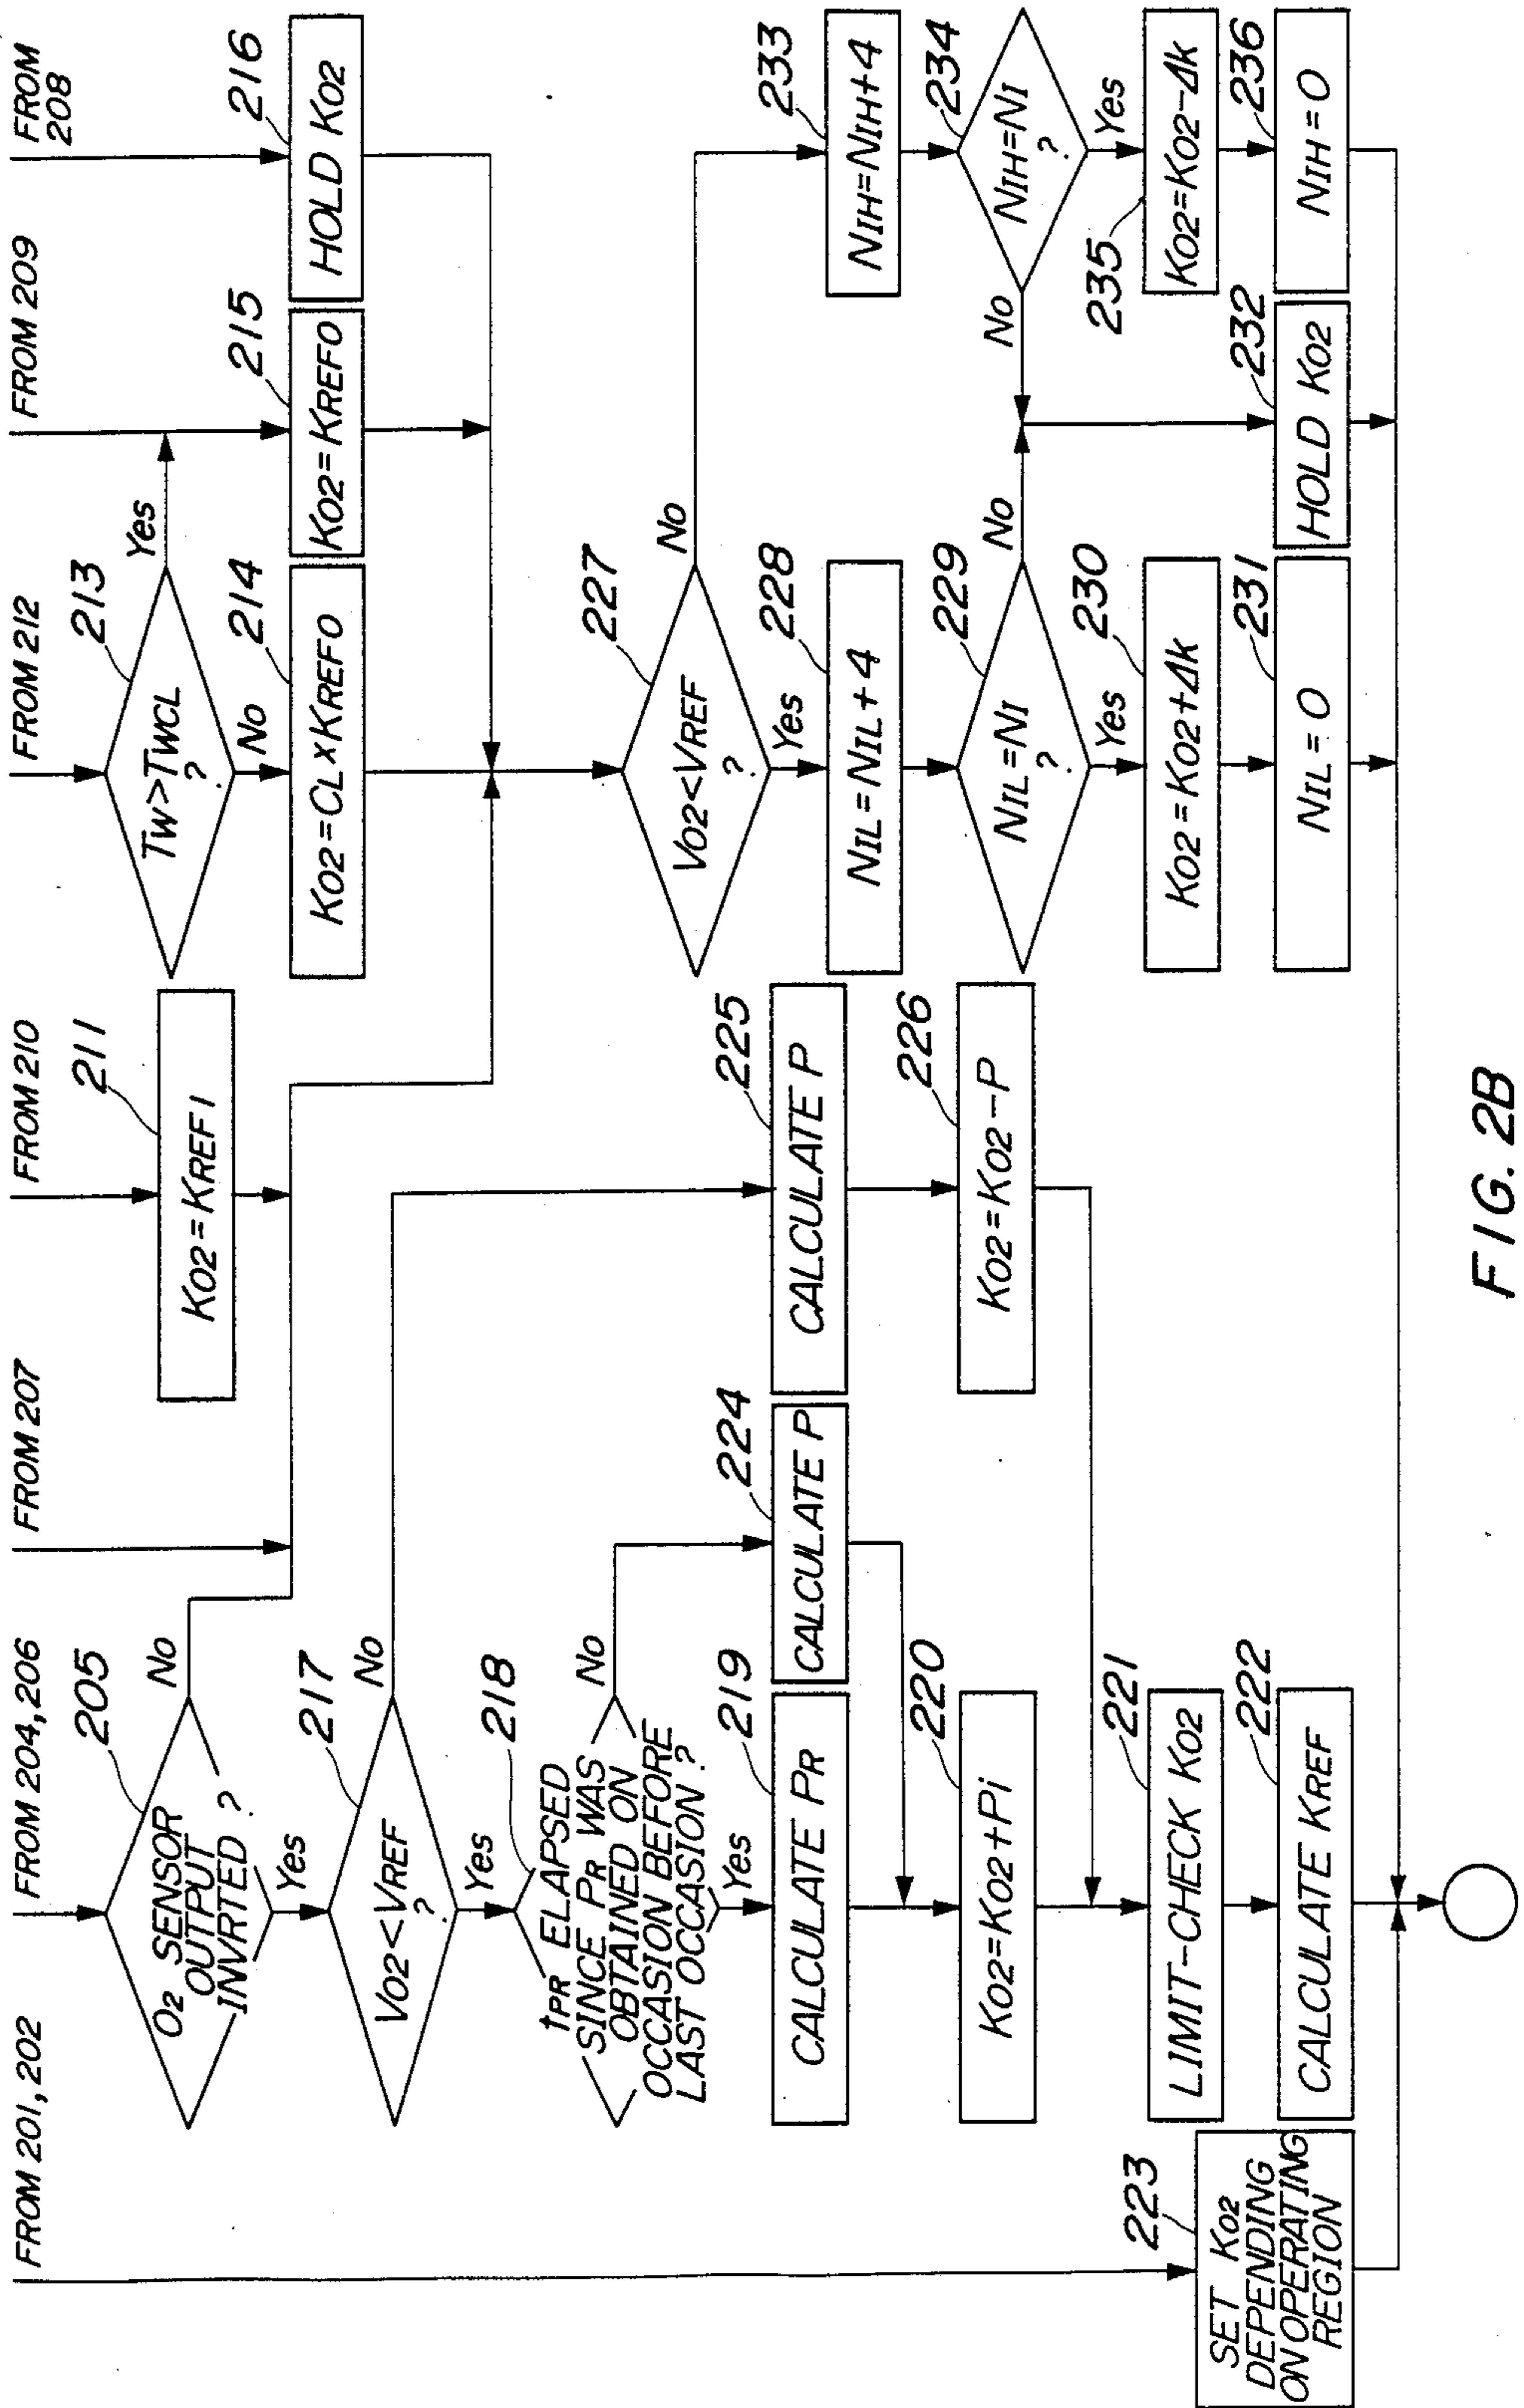 FROM 201, 202
FROM 204, 206
FROM 207
FROM 210
FROM 212
FROM 209
FROM
208
205
O2 SENSOR
OUTPUT
INVRTED ?
No
Yes
211
KO2=KREF1
213
TW>TWCL
?
Yes
No
214
KO2=CL×KREFO
215
KO2=KREFO
216
HOLD KO2
217
VO2<VREF
?
No
Yes
218
tPR ELAPSED
SINCE PR WAS
OBTAINED ON
OCCASION BEFORE
LAST OCCASION ?
No
Yes
219
CALCULATE PR
224
CALCULATE P
225
CALCULATE P
220
KO2=KO2+Pi
226
KO2=KO2-P
221
LIMIT-CHECK KO2
222
CALCULATE KREF
223
SET KO2
DEPENDING
ON OPERATING
REGION
227
VO2<VREF
?
No
Yes
228
NIL=NIL+4
229
NIL=NI
?
No
Yes
230
KO2=KO2+Δk
231
NIL=O
233
NIH=NIH+4
234
NIH=NI
?
No
Yes
235
KO2=KO2-Δk
232
HOLD KO2
236
NIH=O
FIG. 2B